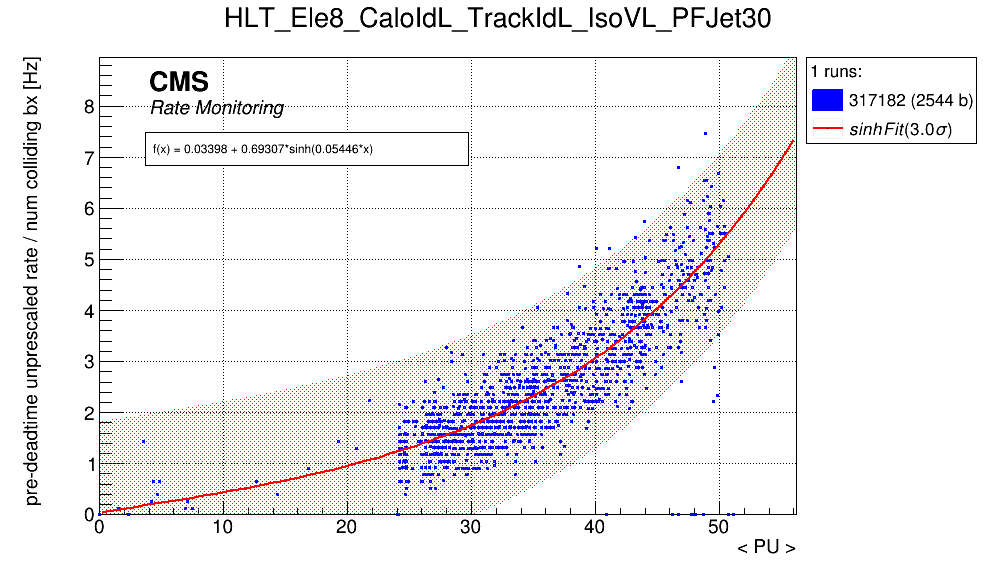 HLT_Ele8_CaloIdL_TrackIdL_IsoVL_PFJet30
pre-deadtime unprescaled rate / num colliding bx [Hz]
CMS
Rate Monitoring
f(x) = 0.03398 + 0.69307*sinh(0.05446*x)
1 runs:
317182 (2544 b)
sinhFit(3.0σ)
8
7
6
5
4
3
2
1
0
0 10 20 30 40 50
< PU >